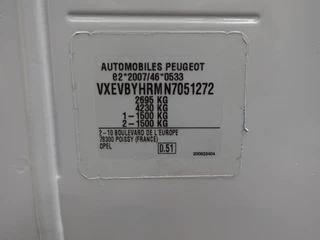 AUTOMOBILES PEUGEOT
e2*2007/46*0533
VXEVBYHRMN7051272
2695 KG
4230 KG
1-1500 KG
2-1500 KG
2-10 BOULEVARD DE L'EUROPE
78300 POISSY (FRANCE)
OPEL D.51